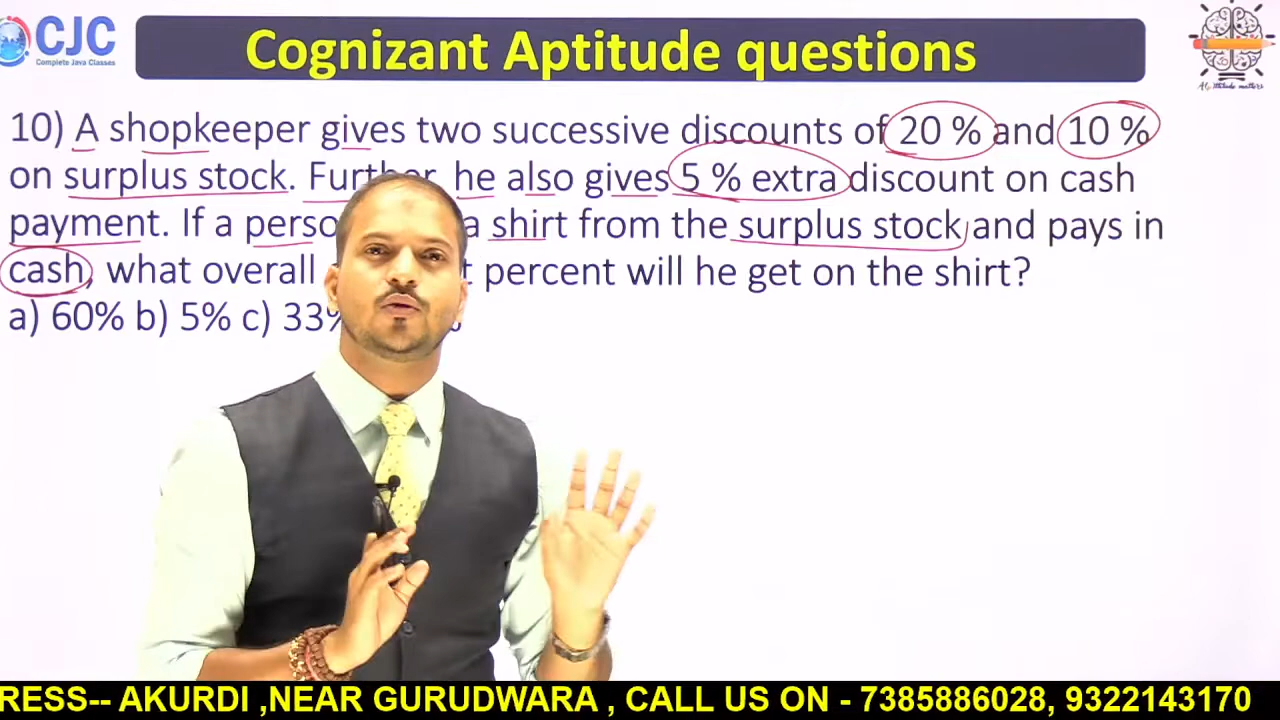 CJC
Complete Java Classes
Cognizant Aptitude questions
10) A shopkeeper gives two successive discounts of 20 % and 10 %
on surplus stock. Further, he also gives 5 % extra discount on cash
payment. If a a shirt from the surplus stock and pays in
cash, what overall percent will he get on the shirt?
a) 60% b) 5% c) 33%
RESS-- AKURDI ,NEAR GURUDWARA , CALL US ON - 7385886028, 9322143170